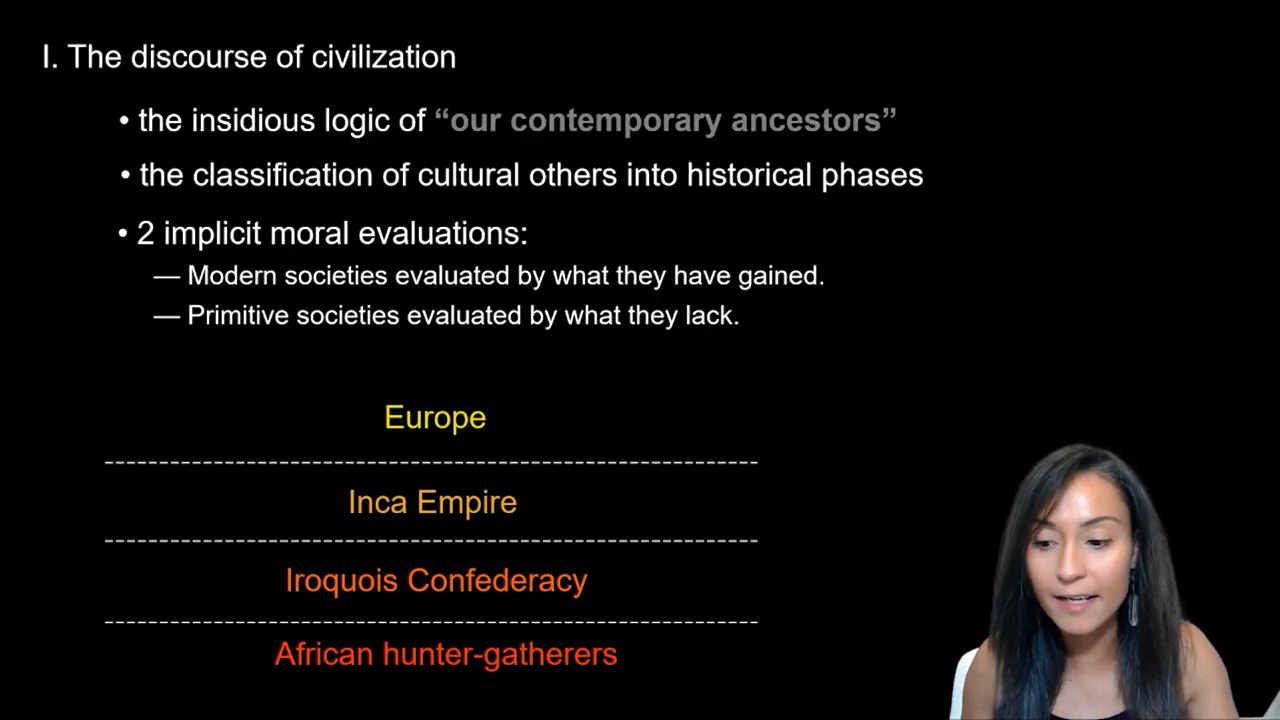 I. The discourse of civilization
• the insidious logic of “our contemporary ancestors”
• the classification of cultural others into historical phases
• 2 implicit moral evaluations:
— Modern societies evaluated by what they have gained.
— Primitive societies evaluated by what they lack.
Europe
Inca Empire
Iroquois Confederacy
African hunter-gatherers